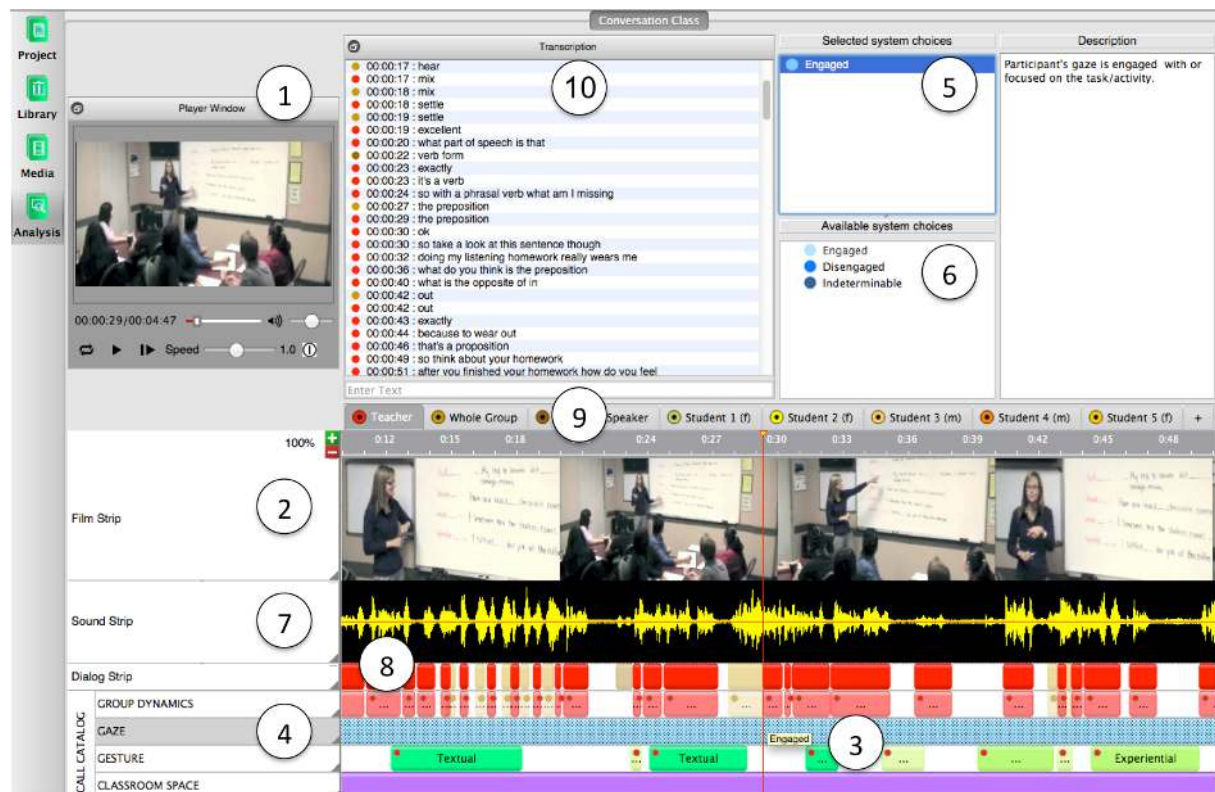 Conversation Class
Project
Library
Media
Analysis
1
Player Window
00:00:29/00:04:47
Speed
1.0
Transcription
10
00:00:17 : hear
00:00:17 : mix
00:00:18 : mix
00:00:18 : settle
00:00:19 : settle
00:00:19 : excellent
00:00:20 : what part of speech is that
00:00:22 : verb form
00:00:23 : exactly
00:00:23 : it's a verb
00:00:24 : so with a phrasal verb what am I missing
00:00:27 : the preposition
00:00:29 : the preposition
00:00:30 : ok
00:00:30 : so take a look at this sentence though
00:00:32 : doing my listening homework really wears me
00:00:36 : what do you think is the preposition
00:00:40 : what is the opposite of in
00:00:42 : out
00:00:42 : out
00:00:43 : exactly
00:00:44 : because to wear out
00:00:46 : that's a proposition
00:00:49 : so think about your homework
00:00:51 : after you finished your homework how do you feel
Enter Text
Selected system choices
Engaged
5
Available system choices
Engaged
Disengaged
Indeterminable
6
Description
Participant's gaze is engaged with or
focused on the task/activity.
Teacher
Whole Group
9
Speaker
Student 1 (f)
Student 2 (f)
Student 3 (m)
Student 4 (m)
Student 5 (f)
+
100%
0:12 0:15 0:18 0:24 0:27 0:30 0:33 0:36 0:39 0:42 0:45 0:48
Film Strip
2
Sound Strip
7
Dialog Strip
8
CALL CATALOG
GROUP DYNAMICS
... ... ... ... ... ... ... ...
GAZE
4
Engaged
3
GESTURE
Textual ... Textual ... ... ... ... Experiential
CLASSROOM SPACE